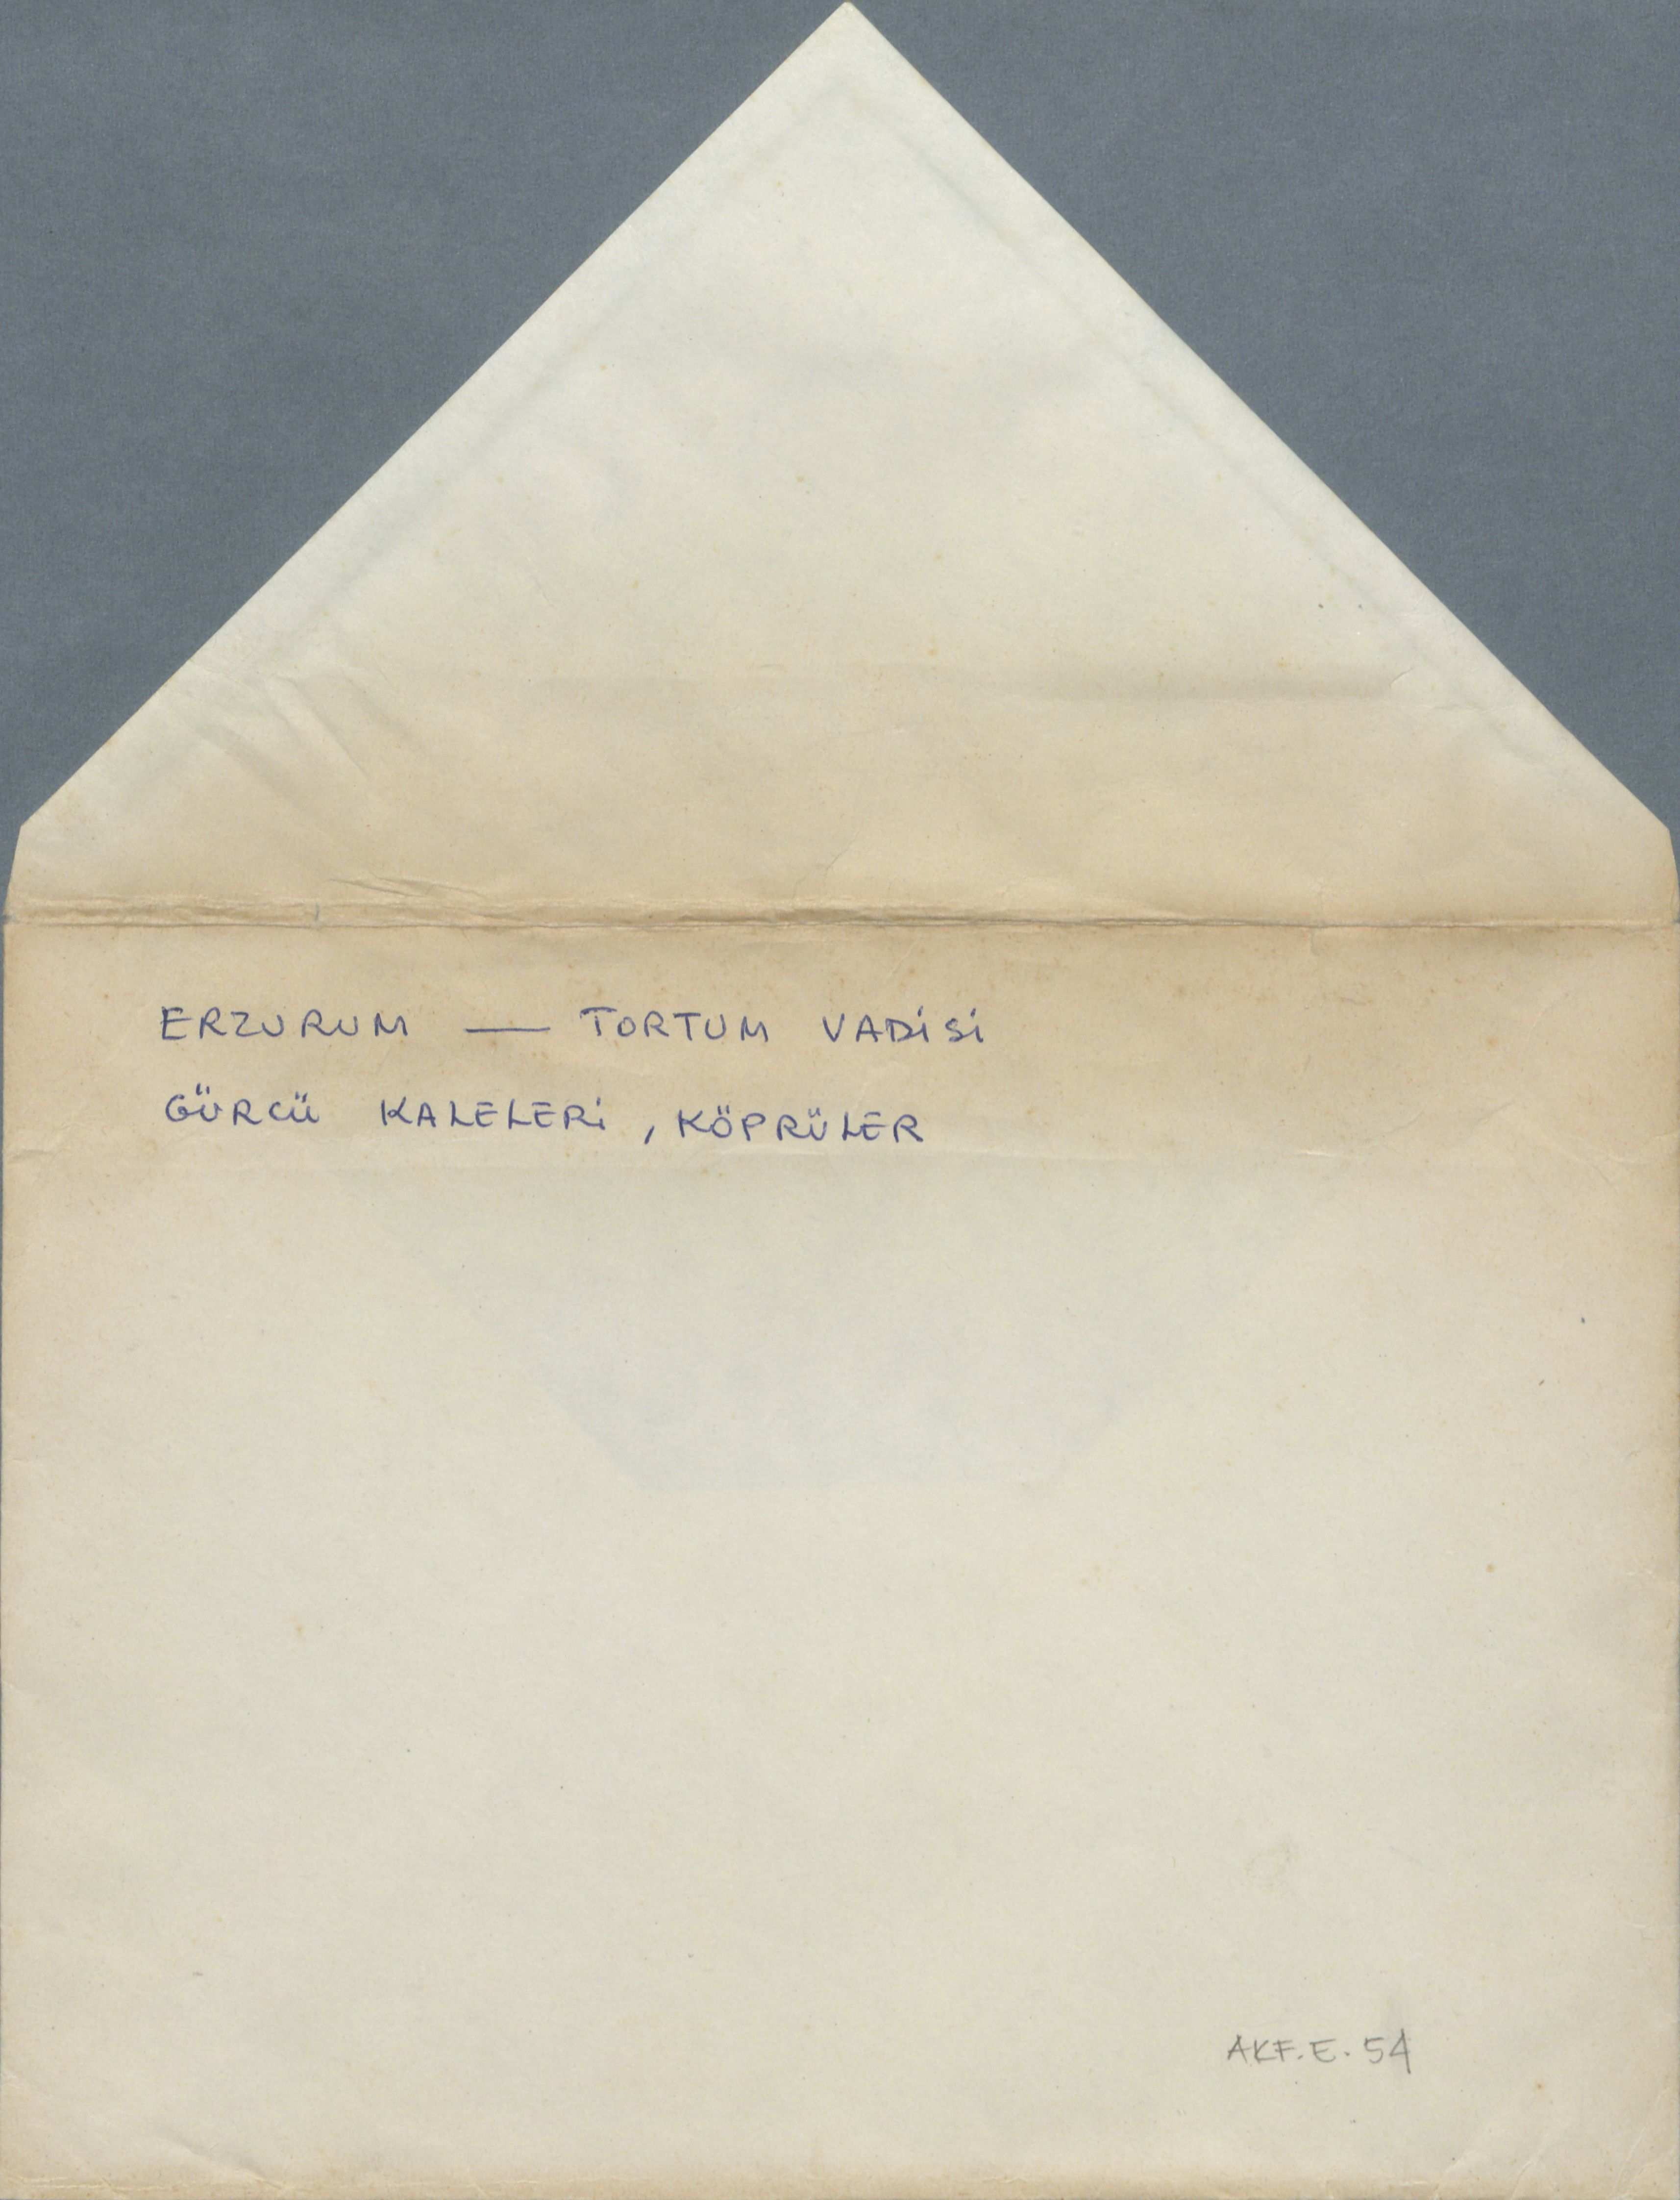 ERZURUM — TORTUM VADİSİ
GÜRCÜ KALELERİ, KÖPRÜLER
AKF.E.54